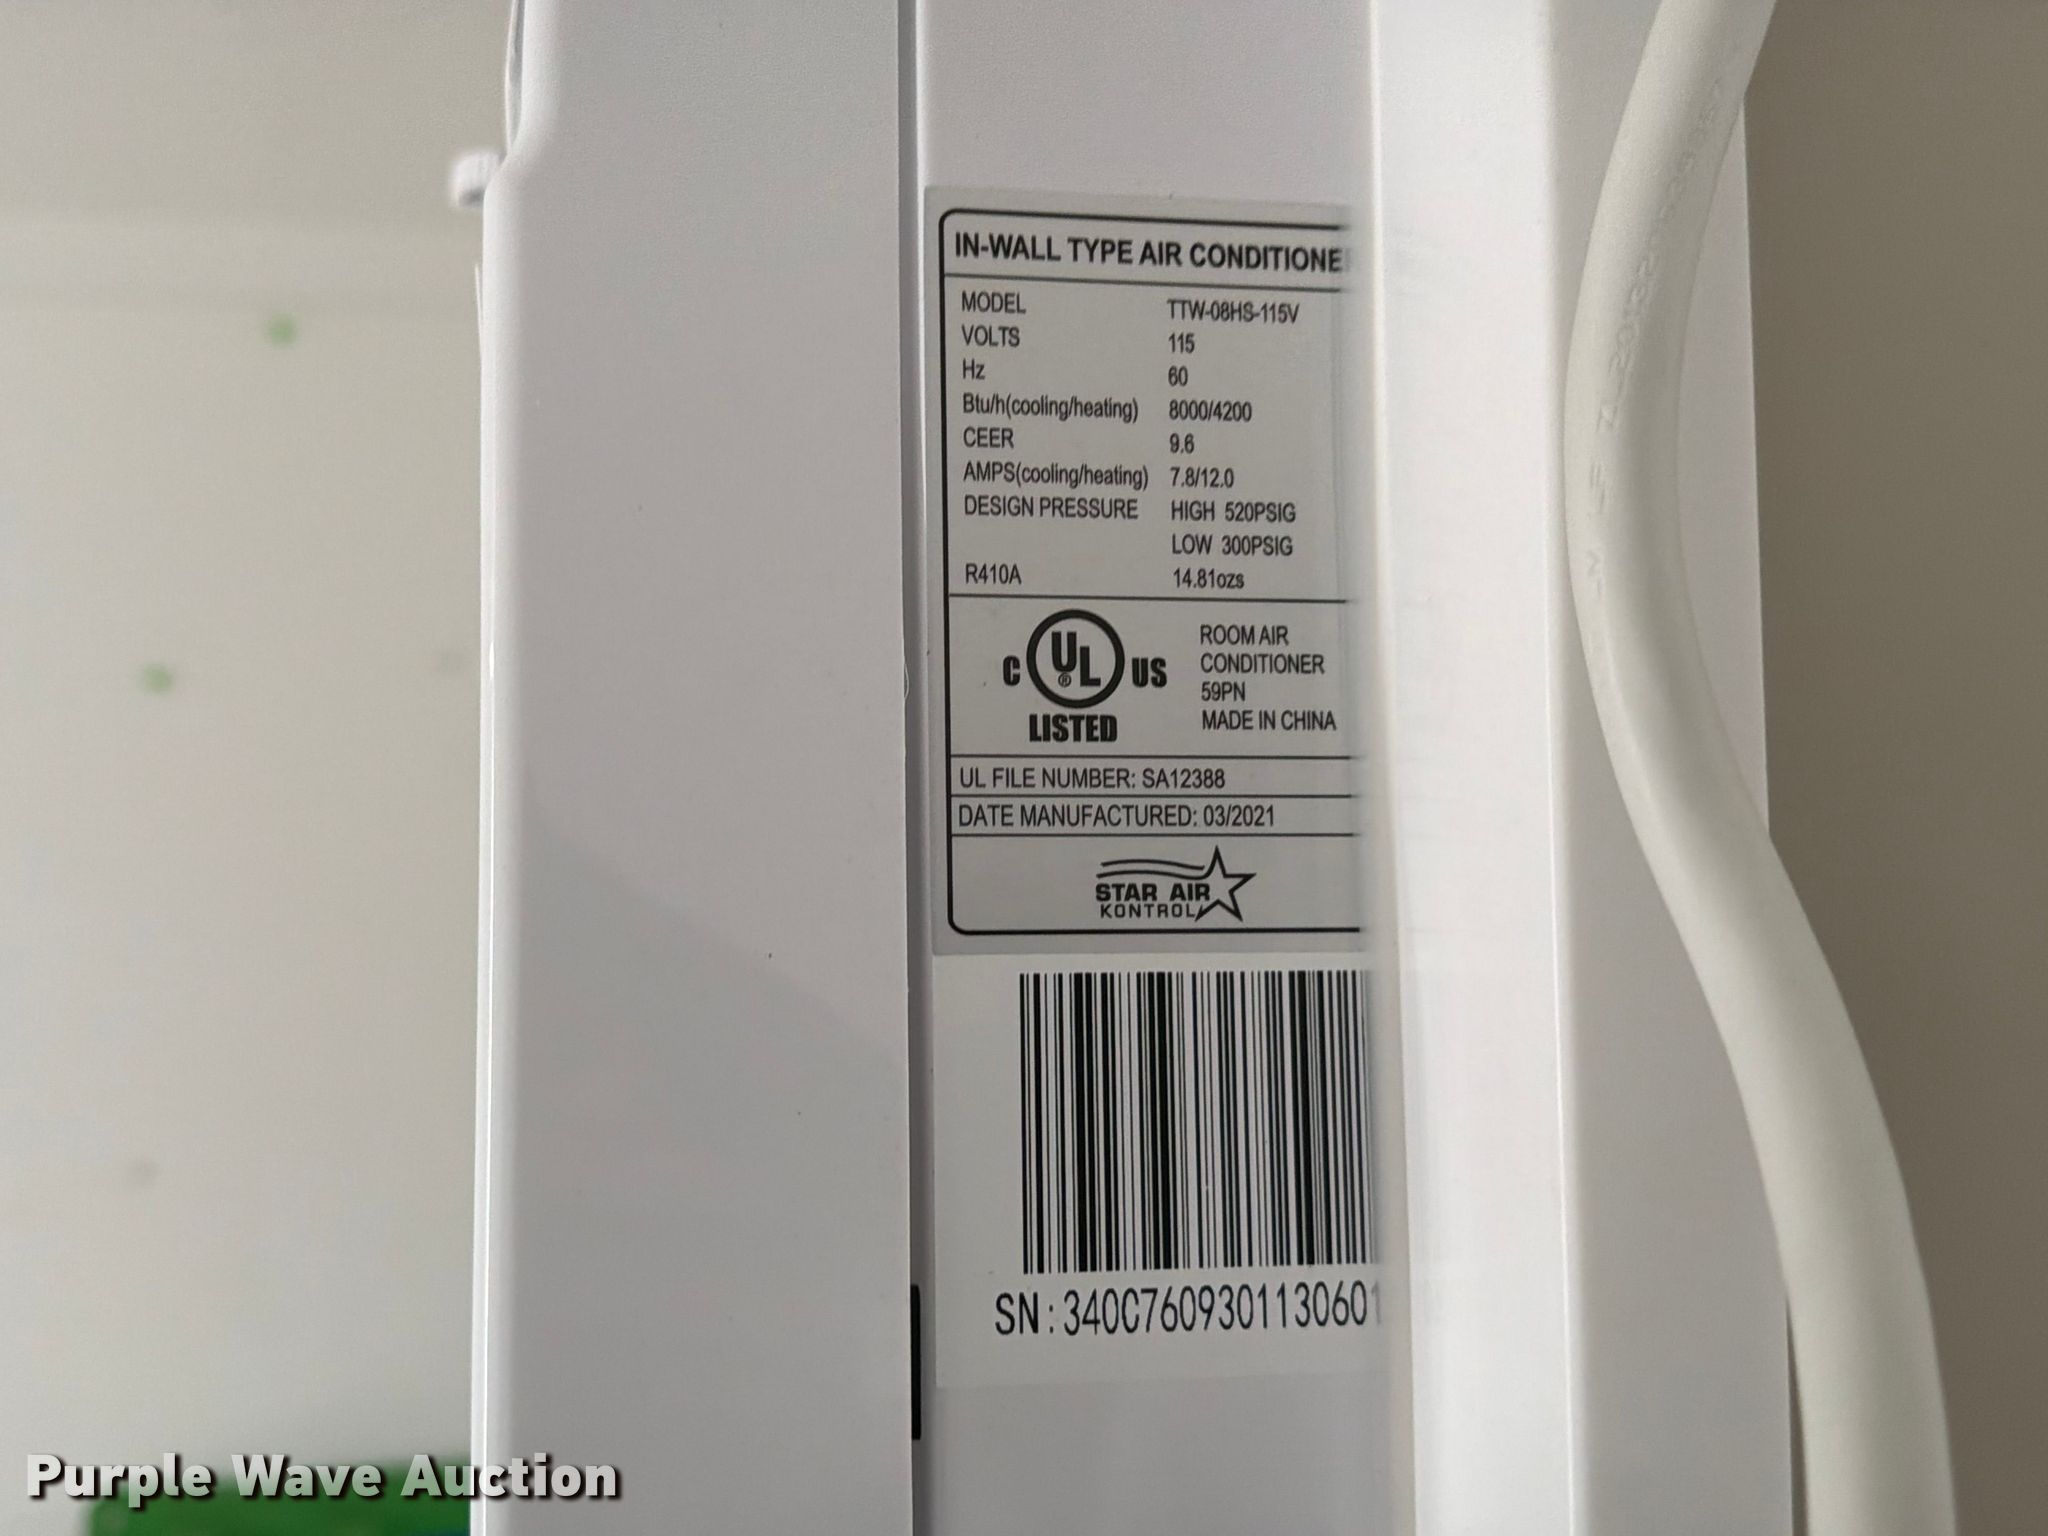 IN-WALL TYPE AIR CONDITIONE
MODEL TTW-08HS-115V
VOLTS 115
Hz 60
Btu/h(cooling/heating) 8000/4200
CEER 9.6
AMPS(cooling/heating) 7.8/12.0
DESIGN PRESSURE HIGH 520PSIG
LOW 300PSIG
R410A 14.81ozs
C UL® US
LISTED
ROOM AIR
CONDITIONER
59PN
MADE IN CHINA
UL FILE NUMBER: SA12388
DATE MANUFACTURED: 03/2021
STAR AIR
KONTROL
SN:340C7609301130601
Purple Wave Auction